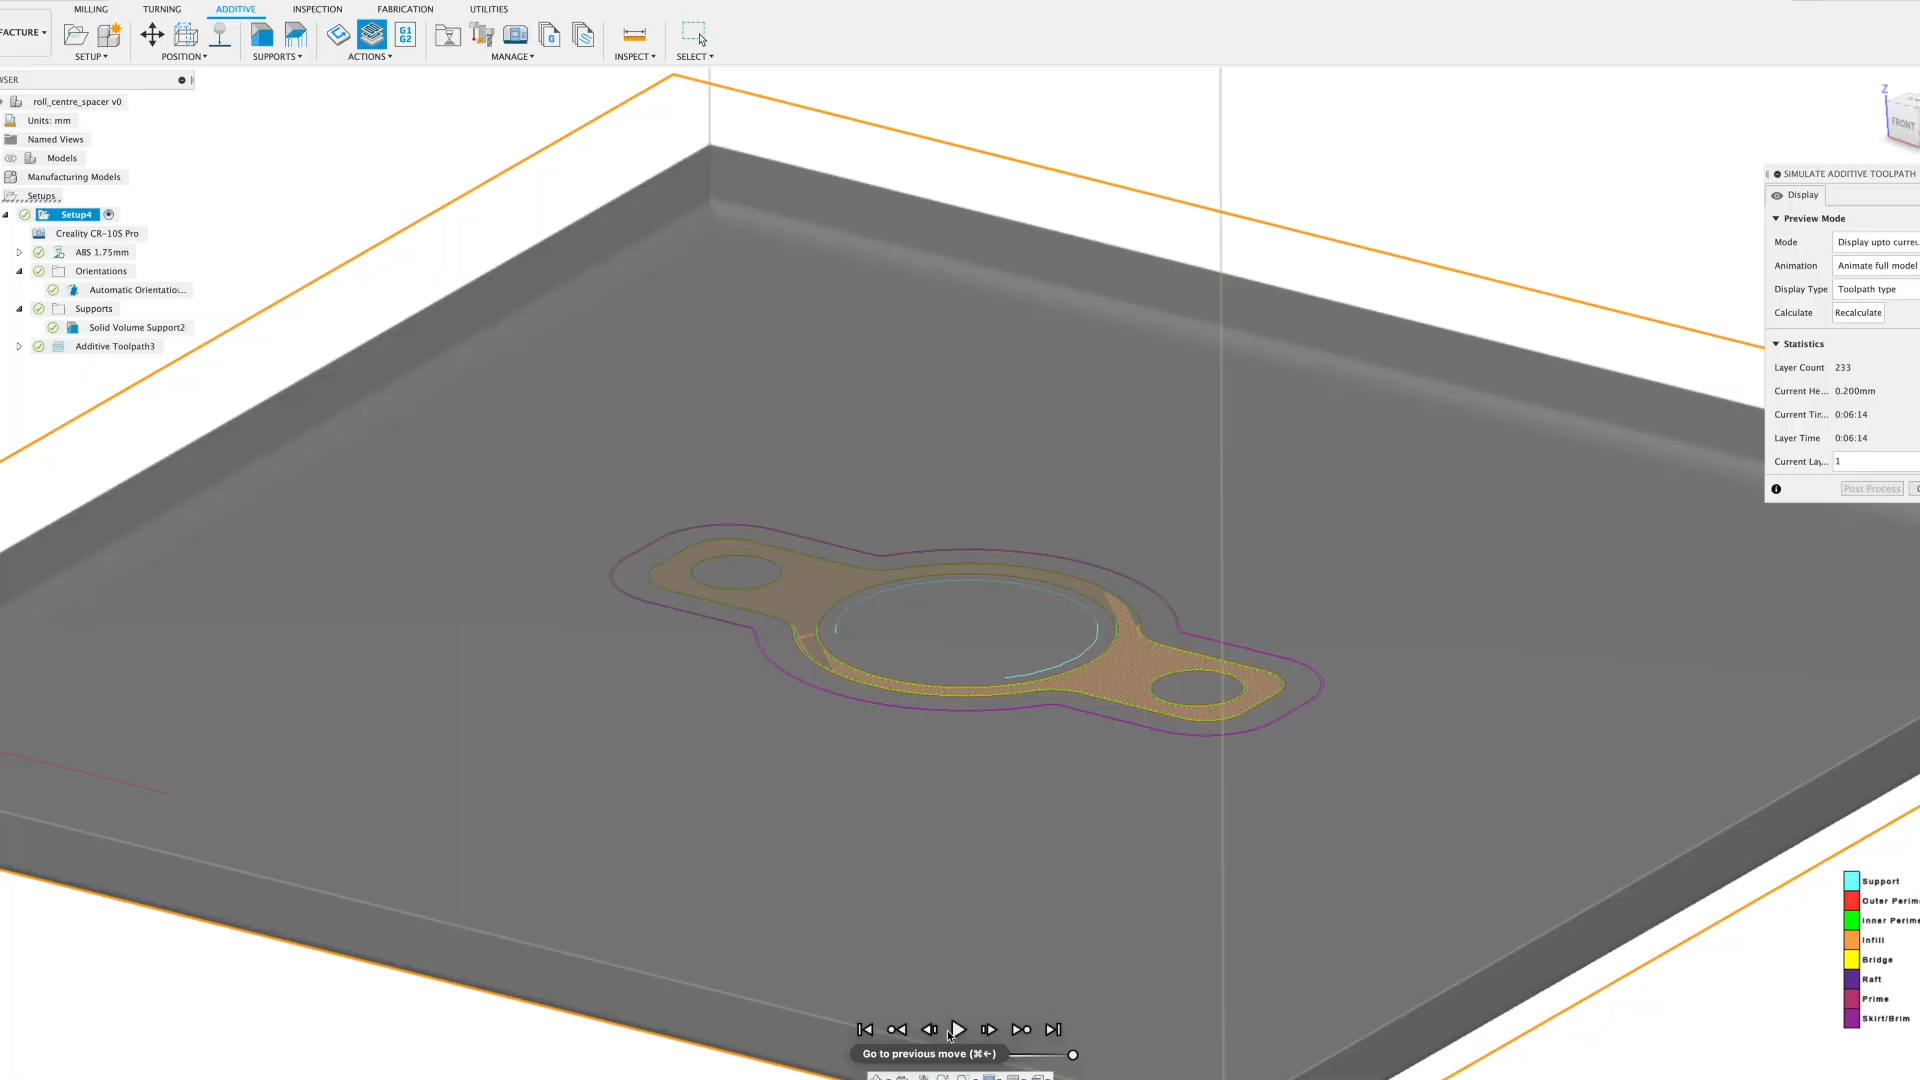 MILLING TURNING ADDITIVE INSPECTION FABRICATION UTILITIES
FACTURE
G1
G2
G
SETUP POSITION SUPPORTS ACTIONS MANAGE INSPECT SELECT
WSER
roll_centre_spacer v0
Units: mm
Named Views
Models
Manufacturing Models
Setups
Setup4
Creality CR-10S Pro
ABS 1.75mm
Orientations
Automatic Orientatio...
Supports
Solid Volume Support2
Additive Toolpath3
Z
FRONT
SIMULATE ADDITIVE TOOLPATH
Display
Preview Mode
Mode Display upto curre
Animation Animate full model
Display Type Toolpath type
Calculate Recalculate
Statistics
Layer Count 233
Current He... 0.200mm
Current Tir... 0:06:14
Layer Time 0:06:14
Current Lay... 1
Post Process
Support
Outer Perim
Inner Perime
Infill
Bridge
Raft
Prime
Skirt/Brim
Go to previous move (⌘←)